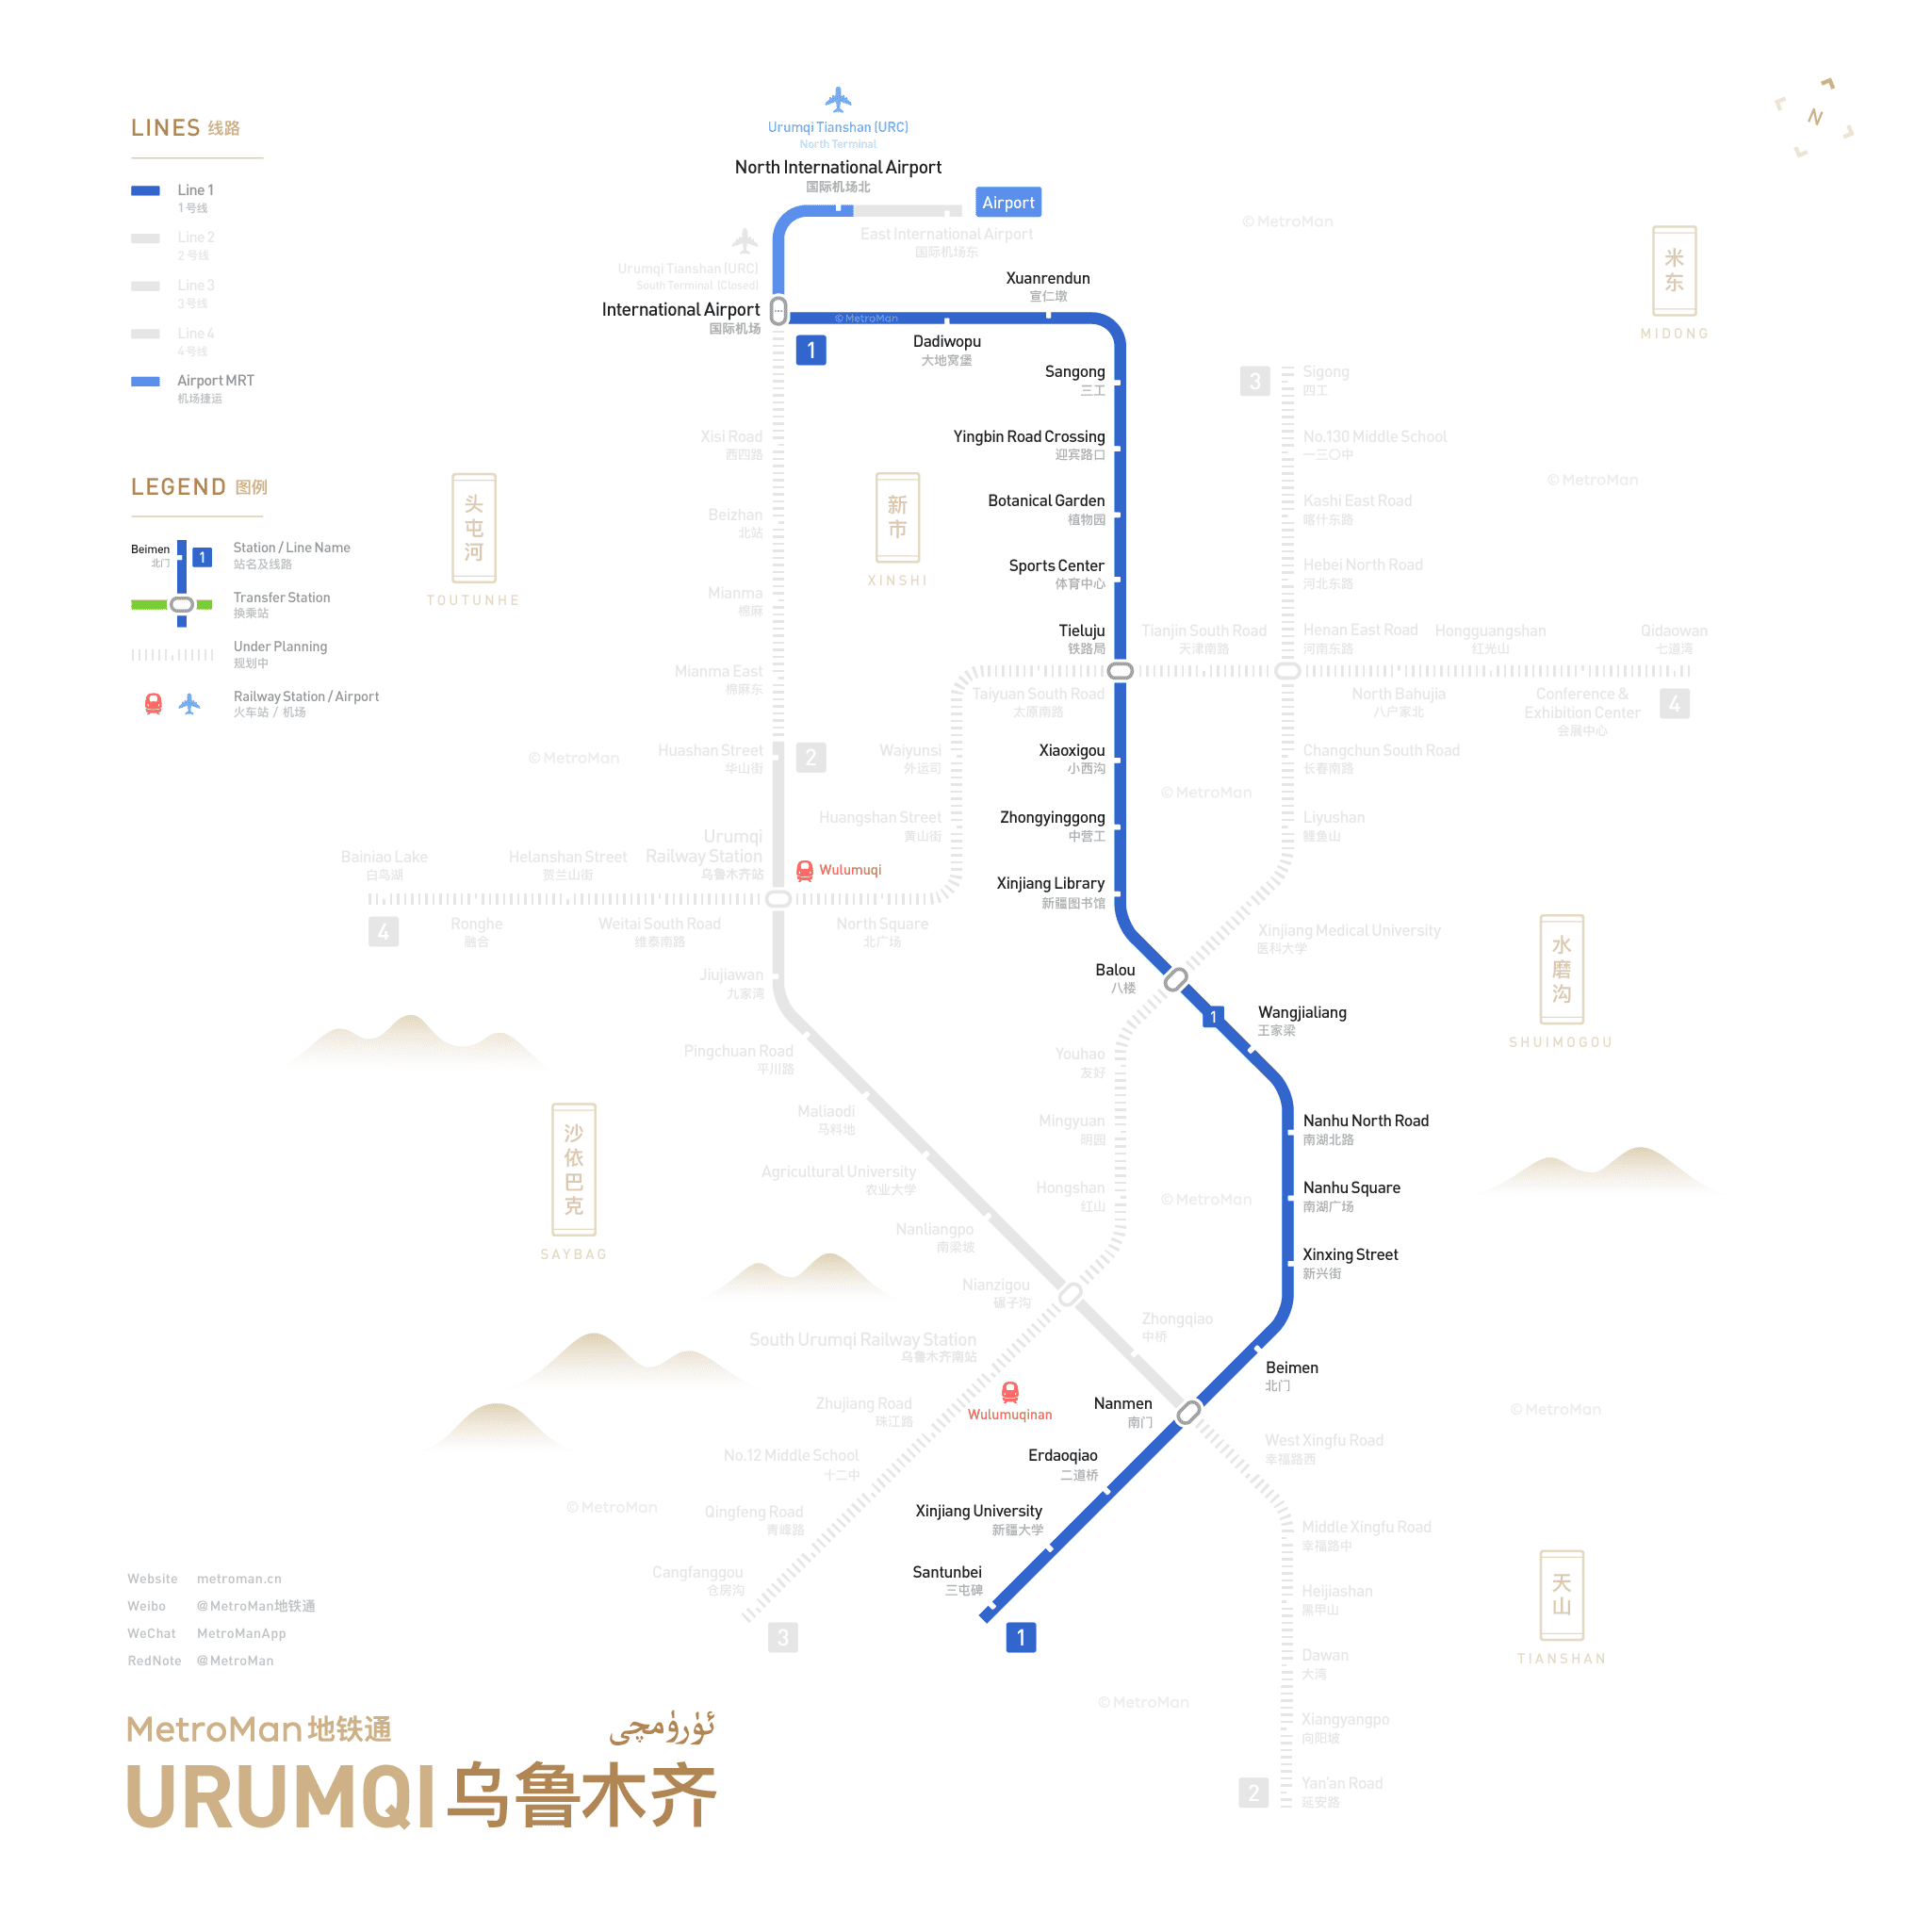 LINES 线路
Line 1
1 号线
Line 2
2 号线
Line 3
3 号线
Line 4
4 号线
Airport MRT
机场捷运
LEGEND 图例
Beimen
北门
1
Station / Line Name
站名及线路
Transfer Station
换乘站
Under Planning
规划中
Railway Station / Airport
火车站 / 机场
N
Urumqi Tianshan (URC)
North Terminal
North International Airport
国际机场北
Airport
East International Airport
国际机场东
Urumqi Tianshan (URC)
South Terminal (Closed)
International Airport
国际机场
1
© MetroMan
© MetroMan
Xuanrendun
宣仁墩
Dadiwopu
大地窝堡
Sangong
三工
Yingbin Road Crossing
迎宾路口
Botanical Garden
植物园
Sports Center
体育中心
Tieluju
铁路局
Xiaoxigou
小西沟
Zhongyinggong
中营工
Xinjiang Library
新疆图书馆
Balou
八楼
1
Wangjialiang
王家梁
Nanhu North Road
南湖北路
Nanhu Square
南湖广场
Xinxing Street
新兴街
Beimen
北门
Nanmen
南门
Erdaoqiao
二道桥
Xinjiang University
新疆大学
Santunbei
三屯碑
1
米东
MIDONG
头屯河
TOUTUNHE
新市
XINSHI
水磨沟
SHUIMOGOU
沙依巴克
SAYBAG
天山
TIANSHAN
Xisi Road
西四路
Beizhan
北站
Mianma
棉麻
Mianma East
棉麻东
Huashan Street
华山街
2
Urumqi
Railway Station
乌鲁木齐站
Wulumuqi
Jiujiawan
九家湾
Pingchuan Road
平川路
Maliaodi
马料地
Agricultural University
农业大学
Nanliangpo
南梁坡
Nianzigou
碾子沟
Zhongqiao
中桥
West Xingfu Road
幸福路西
Middle Xingfu Road
幸福路中
Heijiashan
黑甲山
Dawan
大湾
Xiangyangpo
向阳坡
Yan'an Road
延安路
2
3
Sigong
四工
No.130 Middle School
一三〇中
Kashi East Road
喀什东路
Hebei North Road
河北东路
Henan East Road
河南东路
Changchun South Road
长春南路
Liyushan
鲤鱼山
Xinjiang Medical University
医科大学
Youhao
友好
Mingyuan
明园
Hongshan
红山
South Urumqi Railway Station
乌鲁木齐南站
Wulumuqinan
Zhujiang Road
珠江路
No.12 Middle School
十二中
Qingfeng Road
青峰路
Cangfanggou
仓房沟
3
Bainiao Lake
白鸟湖
4
Ronghe
融合
Helanshan Street
贺兰山街
Weitai South Road
维泰南路
North Square
北广场
Huangshan Street
黄山街
Waiyunsi
外运司
Taiyuan South Road
太原南路
Tianjin South Road
天津南路
North Bahujia
八户家北
Hongguangshan
红光山
Conference &
Exhibition Center
会展中心
Qidaowan
七道湾
4
© MetroMan
© MetroMan
© MetroMan
© MetroMan
© MetroMan
© MetroMan
© MetroMan
Website metroman.cn
Weibo @MetroMan地铁通
WeChat MetroManApp
RedNote @MetroMan
MetroMan 地铁通
ئۈرۈمچى
URUMQI 乌鲁木齐